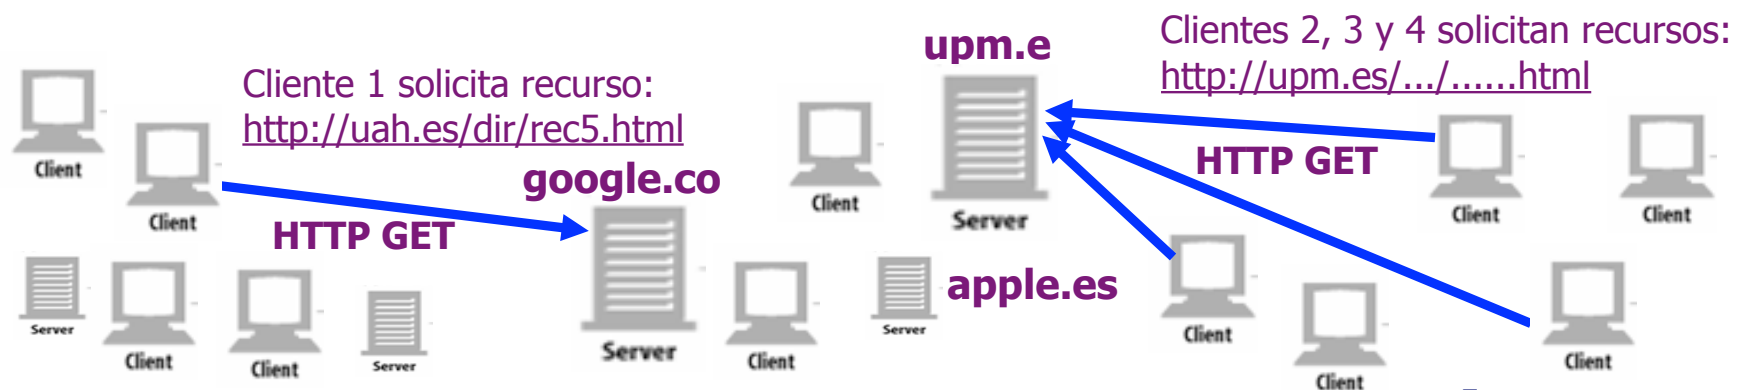 Clientes 2, 3 y 4 solicitan recursos:
http://upm.es/.../......html
upm.e
Cliente 1 solicita recurso:
http://uah.es/dir/rec5.html
google.co
HTTP GET
HTTP GET
apple.es
Client
Client
Client
Client
Client
Server
Server
Client
Client
Server
Server
Client
Server
Client
Client
Client